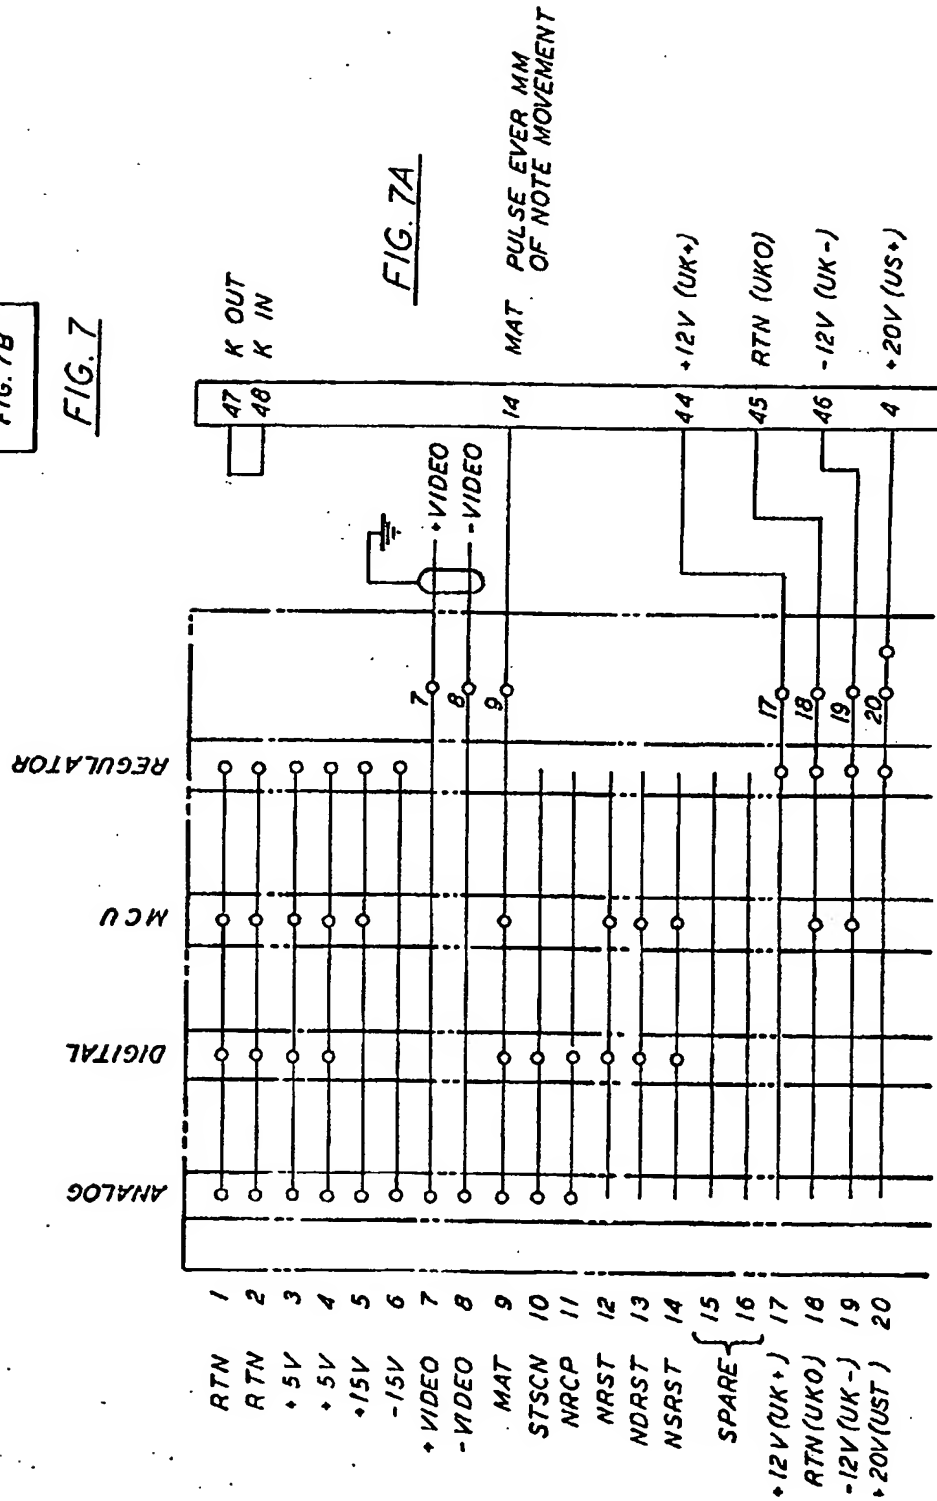 FIG. 7B
FIG. 7
47 K OUT
48 K IN
FIG. 7A
14 MAT PULSE EVER MM
OF NOTE MOVEMENT
44 +12V (UK+)
45 RTN (UKO)
46 -12V (UK-)
4 +20V (US+)
+VIDEO
-VIDEO
7
8
9
17
18
19
20
REGULATOR
MCU
DIGITAL
ANALOG
RTN 1
RTN 2
+5V 3
+5V 4
+15V 5
-15V 6
+VIDEO 7
-VIDEO 8
MAT 9
STSCN 10
NRCP 11
NRST 12
NDRST 13
NSRST 14
15
SPARE
16
+12V (UK+) 17
RTN (UKO) 18
-12V (UK-) 19
+20V (UST) 20